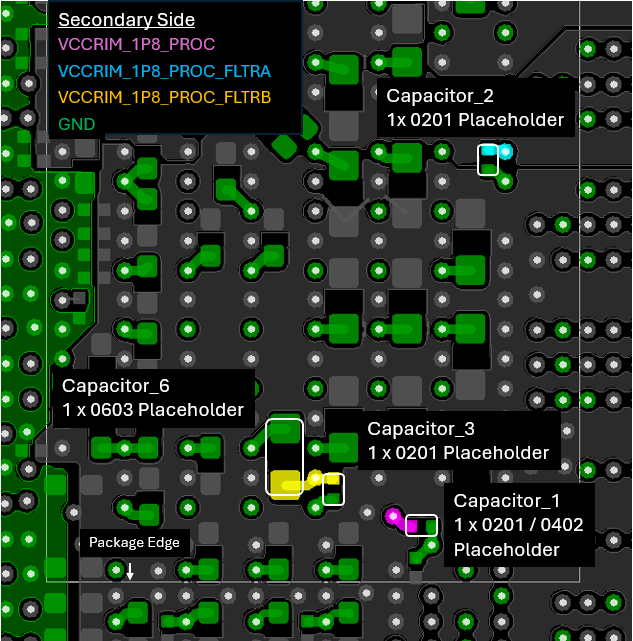 Secondary Side
VCCRIM_1P8_PROC
VCCRIM_1P8_PROC_FLTRA
VCCRIM_1P8_PROC_FLTRB
GND
Capacitor_2
1x 0201 Placeholder
Capacitor_6
1 x 0603 Placeholder
Capacitor_3
1 x 0201 Placeholder
Capacitor_1
1 x 0201 / 0402
Placeholder
Package Edge